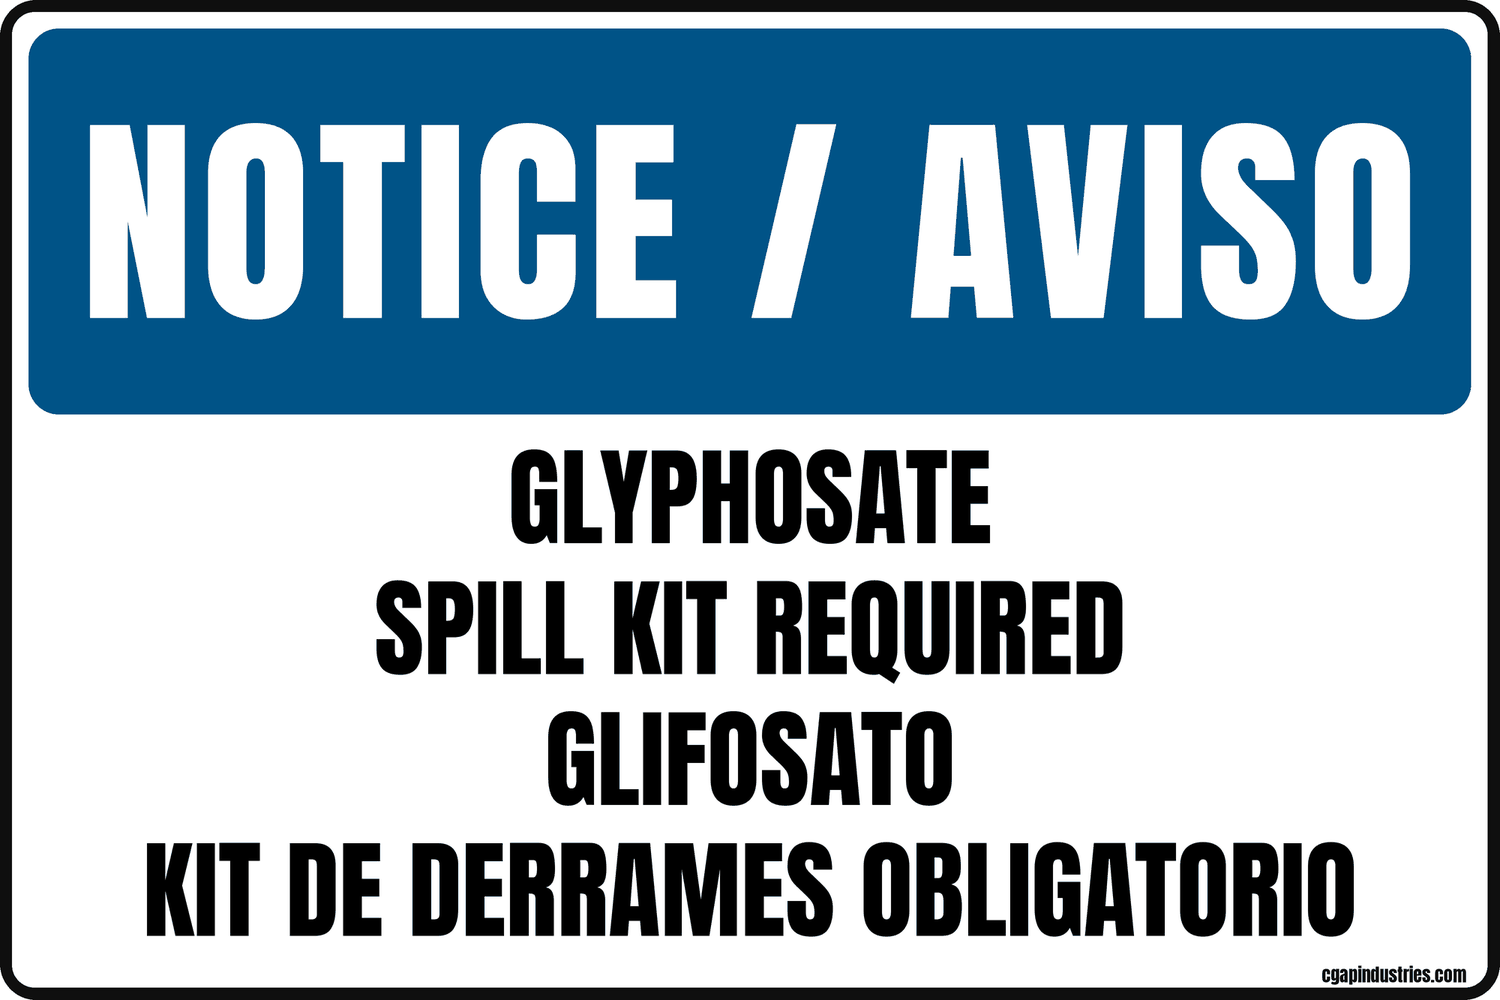 NOTICE / AVISO
GLYPHOSATE
SPILL KIT REQUIRED
GLIFOSATO
KIT DE DERRAMES OBLIGATORIO
cgapindustries.com